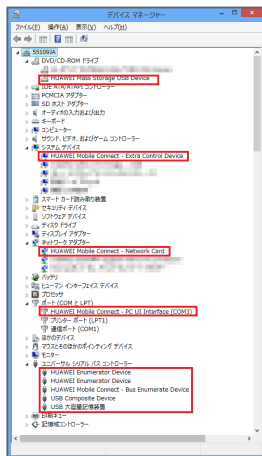 デバイス マネージャー
ファイル(F) 操作(A) 表示(V) ヘルプ(H)
551093A
DVD/CD-ROM ドライブ
HUAWEI Mass Storage USB Device
IDE ATA/ATAPI コントローラー
PCMCIA アダプター
SD ホスト アダプター
オーディオの入力および出力
キーボード
コンピューター
サウンド、ビデオ、およびゲーム コントローラー
システム デバイス
HUAWEI Mobile Connect - Extra Control Device
スマート カード読み取り装置
セキュリティ デバイス
ソフトウェア デバイス
ディスク ドライブ
ディスプレイ アダプター
ネットワーク アダプター
HUAWEI Mobile Connect - Network Card
バッテリ
ヒューマン インターフェイス デバイス
プロセッサ
ポート (COM と LPT)
HUAWEI Mobile Connect - PC UI Interface (COM3)
プリンター ポート (LPT1)
通信ポート (COM1)
ほかのデバイス
マウスとそのほかのポインティング デバイス
モニター
ユニバーサル シリアル バス コントローラー
HUAWEI Enumerator Device
HUAWEI Enumerator Device
HUAWEI Mobile Connect - Bus Enumerate Device
USB Composite Device
USB 大容量記憶装置
印刷キュー
記憶域コントローラー